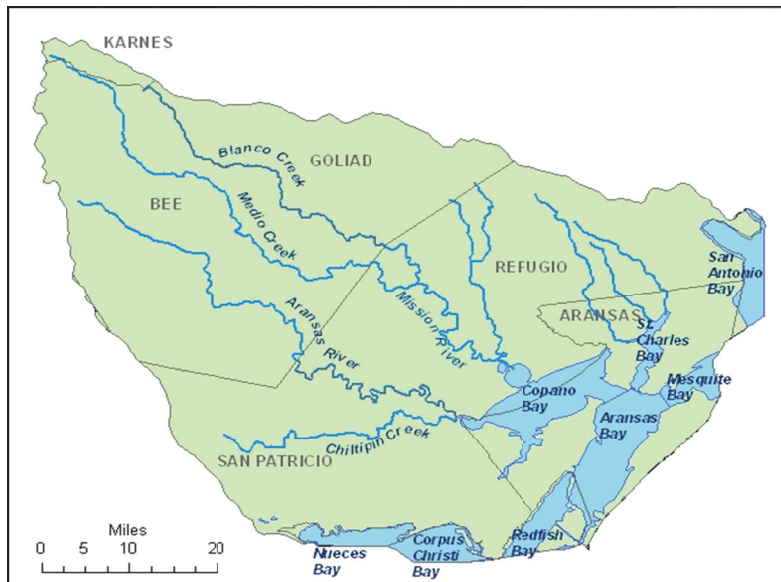 KARNES
Blanco Creek
GOLIAD
BEE
Medio Creek
San
Antonio
Bay
REFUGIO
Mission River
Aransas River
ARANSAS
St.
Charles
Bay
Mesquite
Bay
Copano
Bay
Aransas
Bay
Chiltipin Creek
SAN PATRICIO
Miles
0 5 10 20
Nueces
Bay
Corpus
Christi
Bay
Redfish
Bay